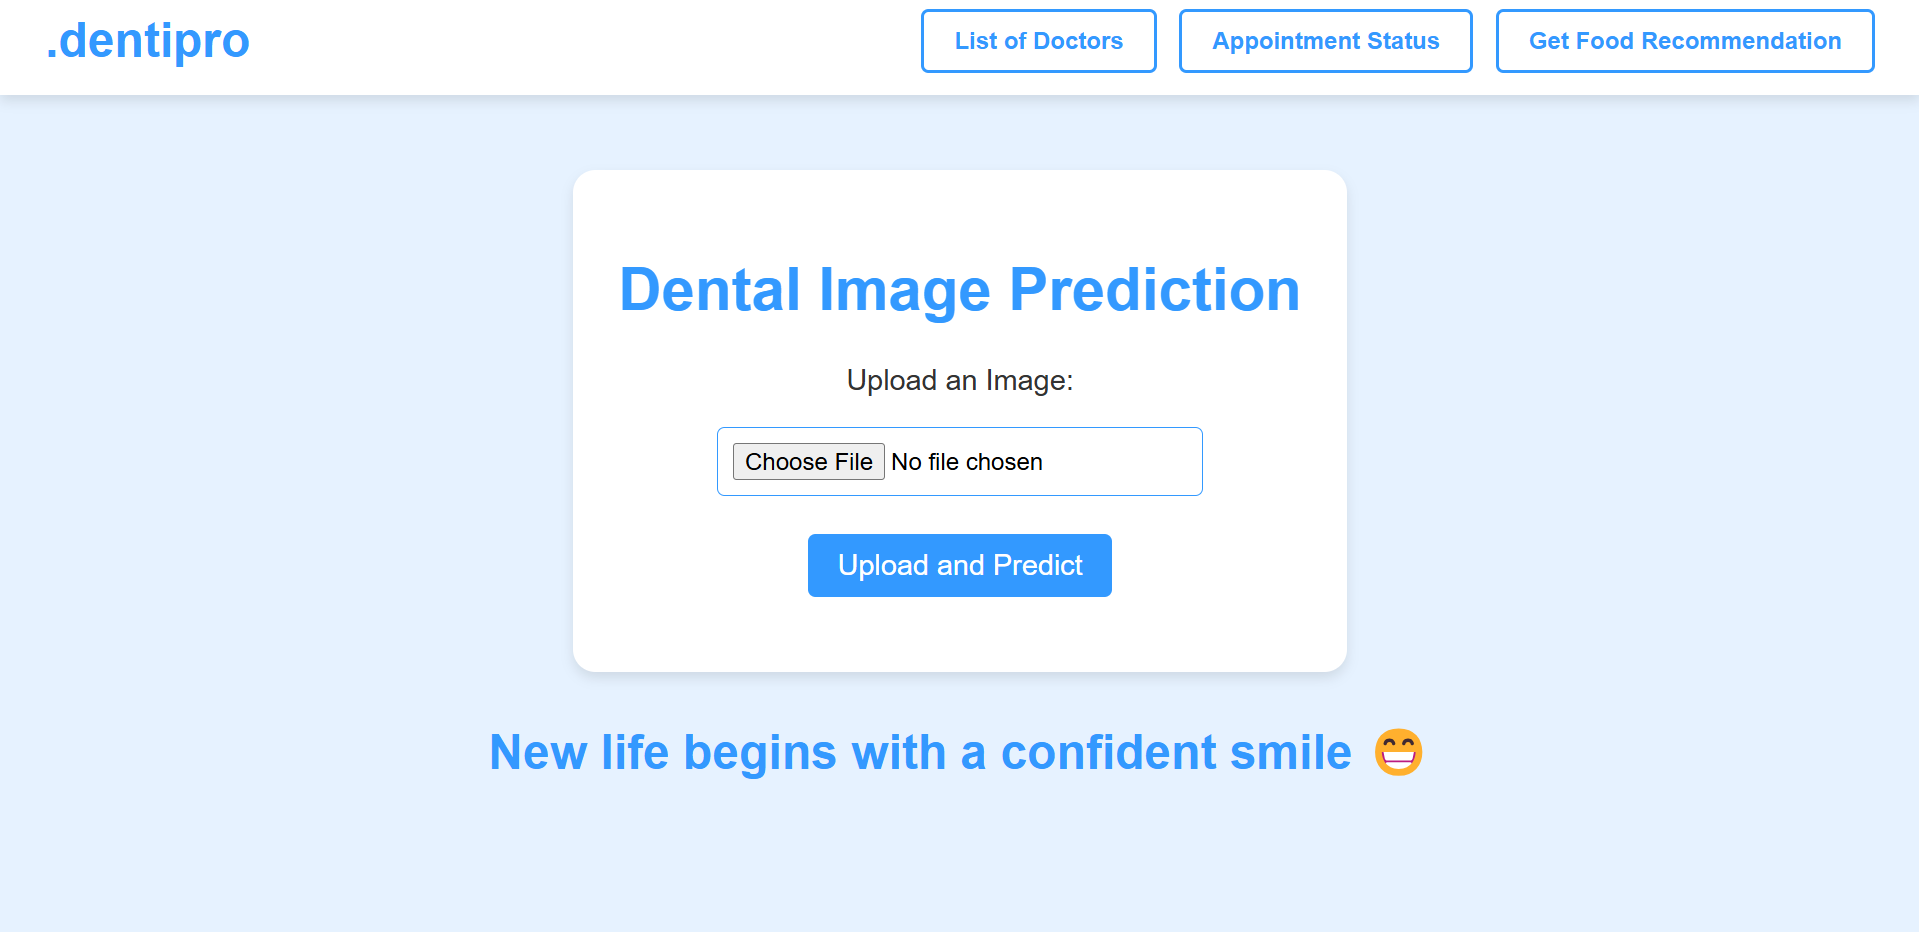 .dentipro
List of Doctors
Appointment Status
Get Food Recommendation
Dental Image Prediction
Upload an Image:
Choose File No file chosen
Upload and Predict
New life begins with a confident smile 😁